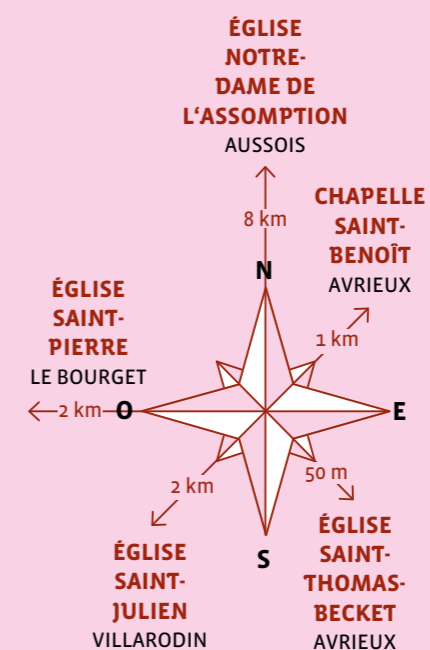 ÉGLISE
NOTRE-
DAME DE
L'ASSOMPTION
AUSSOIS
8 km
CHAPELLE
SAINT-
BENOÎT
AVRIEUX
1 km
N
ÉGLISE
SAINT-
PIERRE
LE BOURGET
2 km
O
E
2 km
50 m
S
ÉGLISE
SAINT-
JULIEN
VILLARODIN
ÉGLISE
SAINT-
THOMAS-
BECKET
AVRIEUX